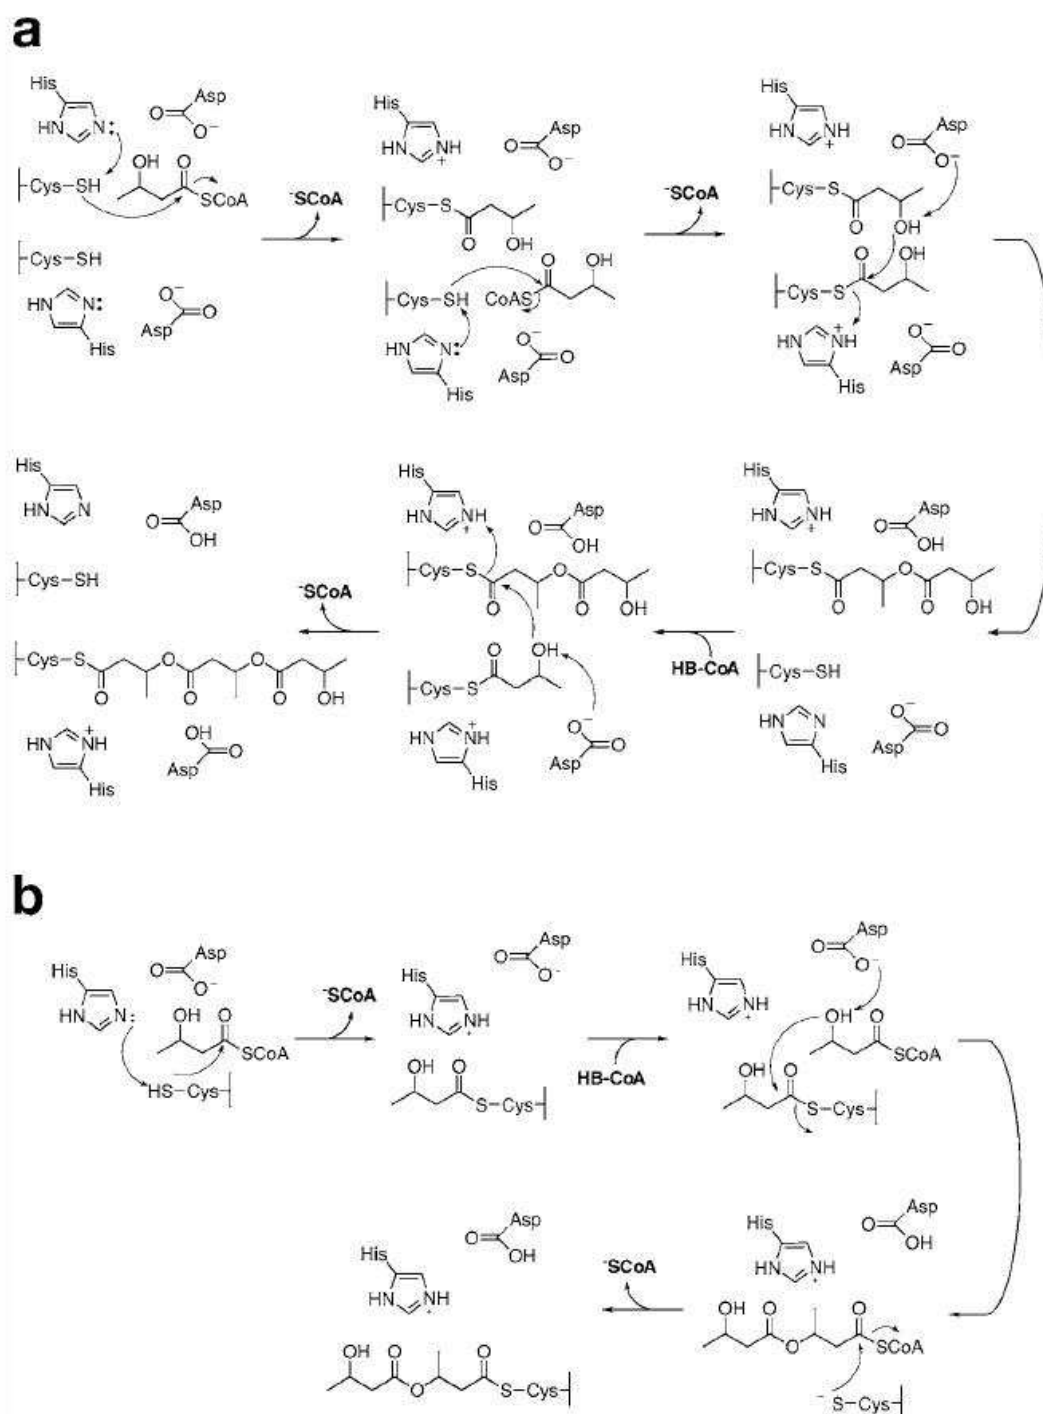 a
His His His
HN N: O Asp O⁻ HN NH + O Asp O⁻ HN NH + O Asp O⁻
Cys–SH OH O SCoA ⁻SCoA Cys–S O OH ⁻SCoA Cys–S O OH
Cys–SH Cys–SH CoAS O OH Cys–S O OH
HN N: O⁻ O Asp His HN N: O⁻ O Asp His HN NH + O⁻ O Asp His
His His His
HN N O Asp OH HN NH + O Asp OH HN NH + O Asp OH
Cys–SH ⁻SCoA Cys–S O O O OH Cys–S O O O OH
Cys–S O O O O O OH Cys–S O OH HB-CoA Cys–SH
HN NH + OH O Asp His HN NH + O⁻ O Asp His HN N O⁻ O Asp His
b
His His His
HN N: O Asp O⁻ HN NH + O Asp O⁻ HN NH + O Asp O⁻
OH O SCoA ⁻SCoA HB-CoA OH O SCoA
HS–Cys OH O S–Cys OH O S–Cys
His His
HN NH + O Asp OH HN NH + O Asp OH
⁻SCoA OH O O O SCoA
OH O O O S–Cys ⁻S–Cys